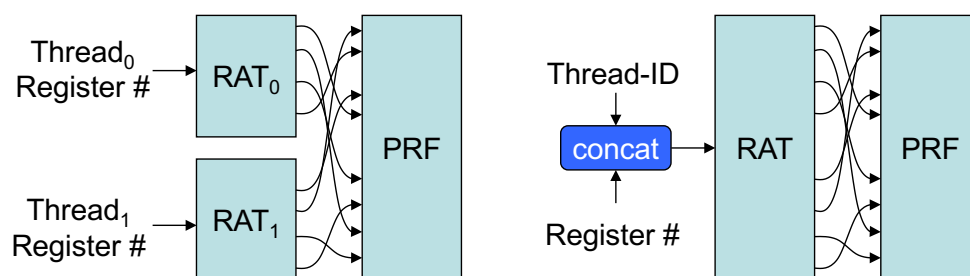 Thread₀
Register #
RAT₀
Thread₁
Register #
RAT₁
PRF
Thread-ID
concat
Register #
RAT
PRF